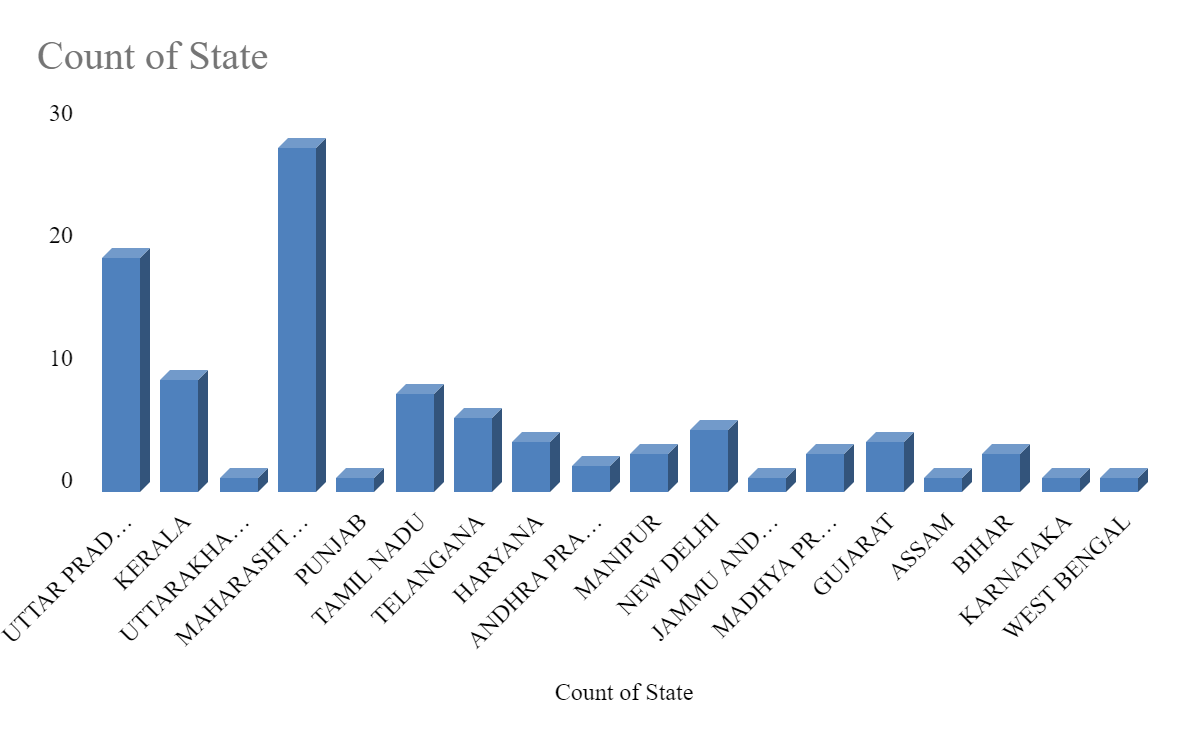 Count of State
30
20
10
0
UTTAR PRAD…
KERALA
UTTARAKHA…
MAHARASHT…
PUNJAB
TAMIL NADU
TELANGANA
HARYANA
ANDHRA PRA…
MANIPUR
NEW DELHI
JAMMU AND…
MADHYA PR…
GUJARAT
ASSAM
BIHAR
KARNATAKA
WEST BENGAL
Count of State